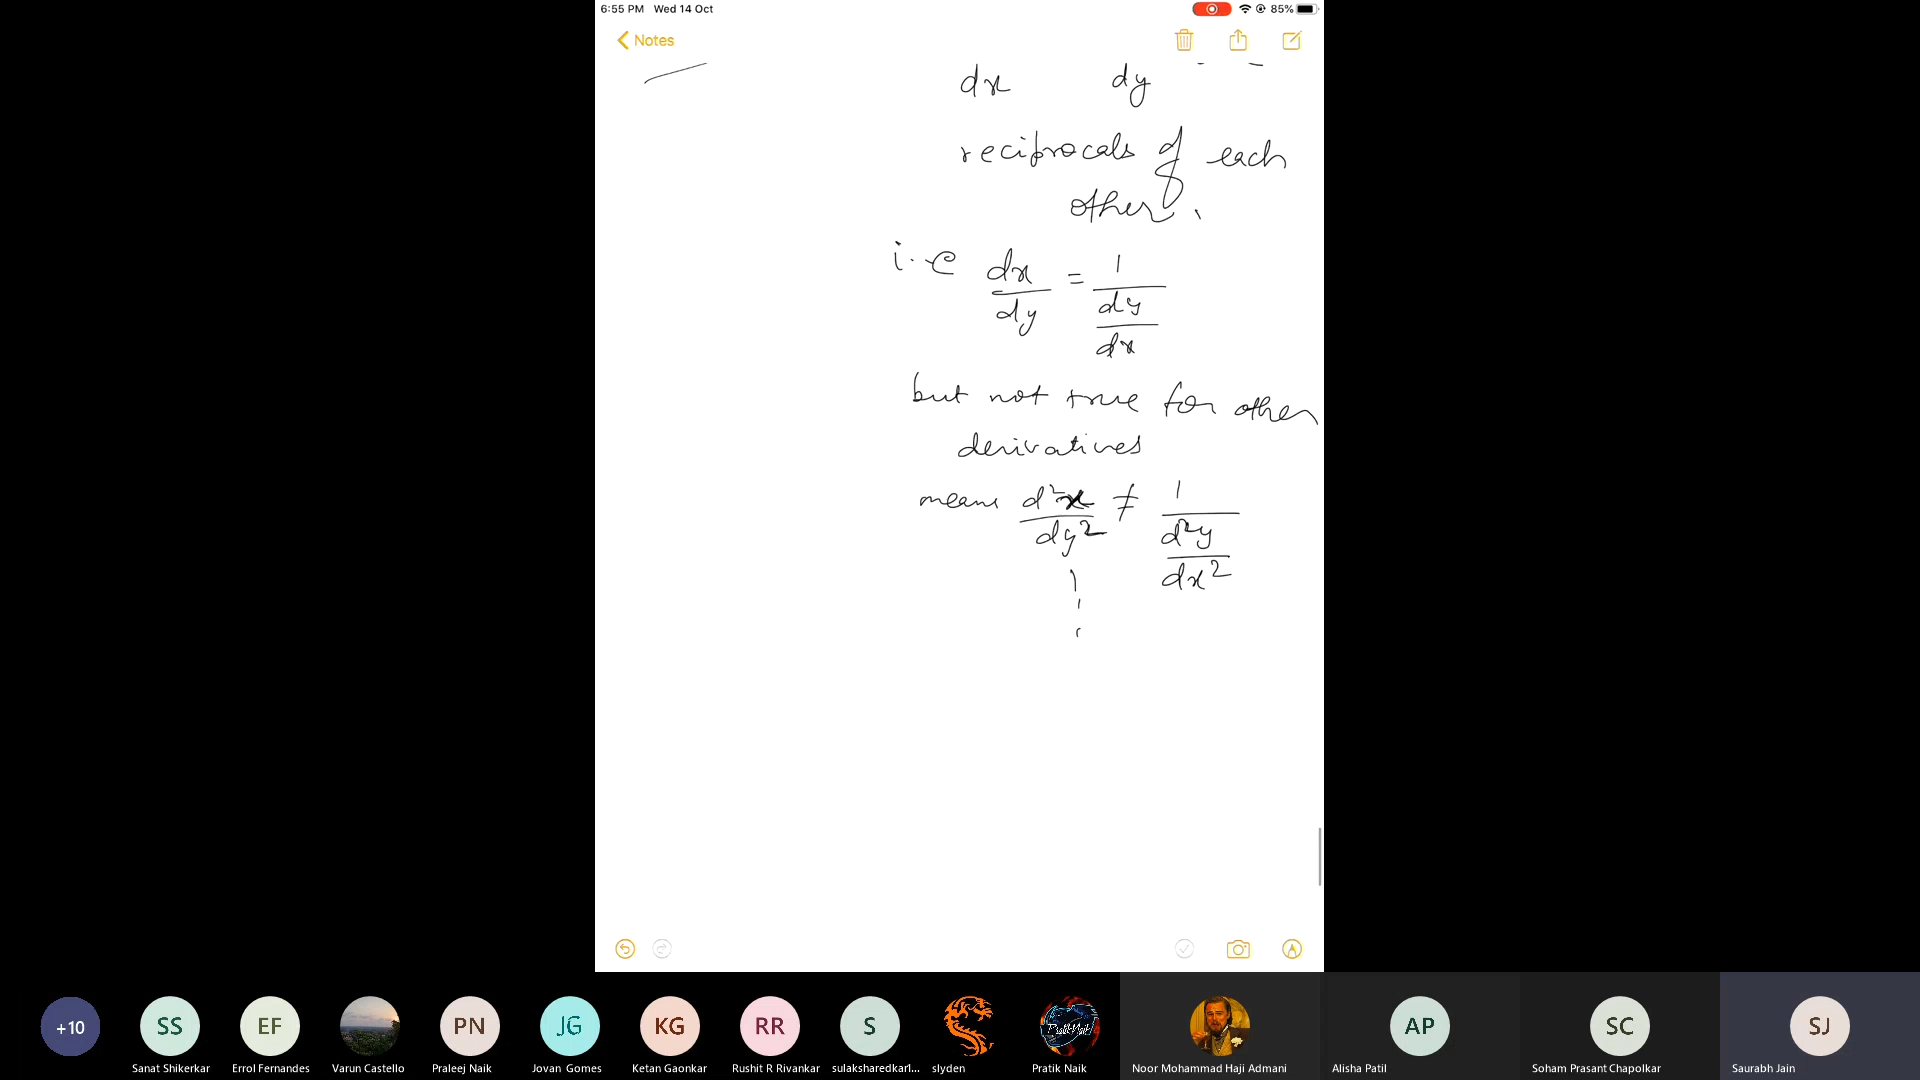 6:55 PM Wed 14 Oct
85%
Notes
dx dy
reciprocals of each
other.
i.e dx/dy = 1/(dy/dx)
but not true for other
derivatives
means d²x/dy² ≠ 1/(d²y/dx²)
+10
SS
EF
PN
JG
KG
RR
S
AP
SC
SJ
Sanat Shikerkar
Errol Fernandes
Varun Castello
Praleej Naik
Jovan Gomes
Ketan Gaonkar
Rushit R Rivankar
sulaksharedkarl...
slyden
Pratik Naik
Noor Mohammad Haji Admani
Alisha Patil
Soham Prasant Chapolkar
Saurabh Jain